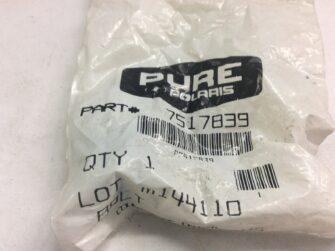 PURE
POLARIS
PART# 7517839
QTY 1
LOT
144110